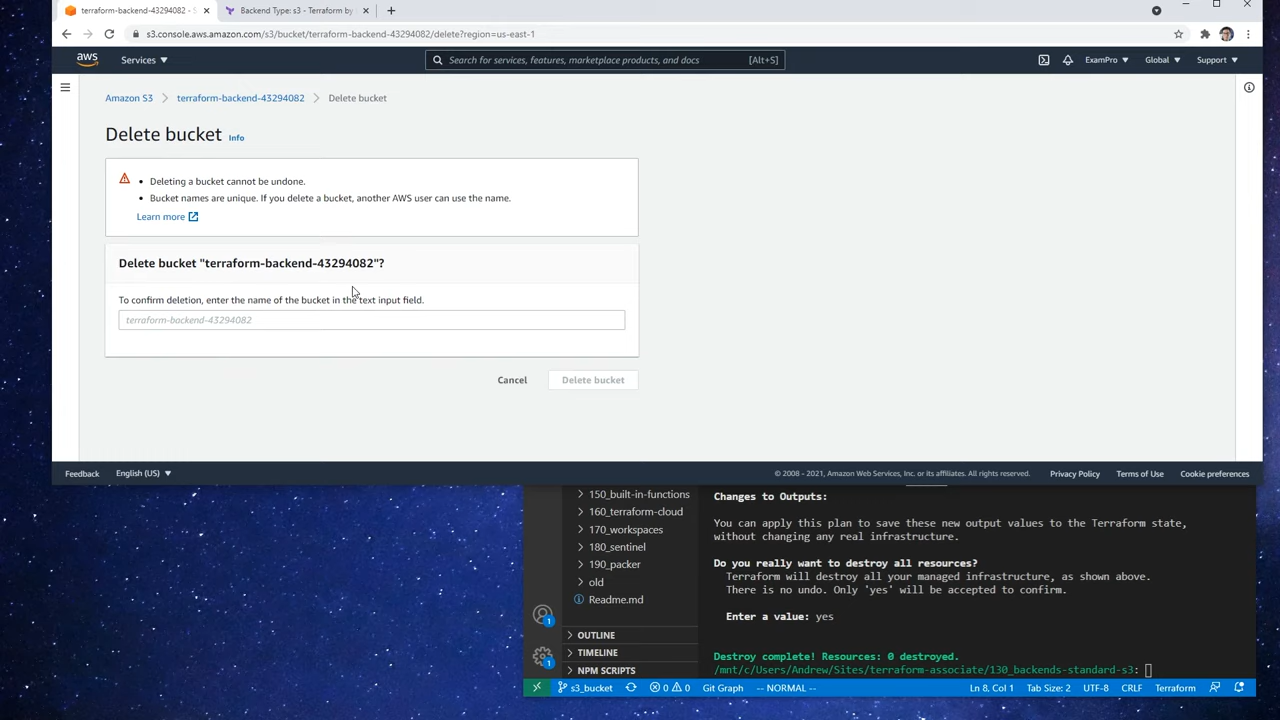 terraform-backend-43294082 - S
Backend Type: s3 - Terraform by
s3.console.aws.amazon.com/s3/bucket/terraform-backend-43294082/delete?region=us-east-1
aws
Services
Search for services, features, marketplace products, and docs
[Alt+S]
ExamPro
Global
Support
Amazon S3
terraform-backend-43294082
Delete bucket
Delete bucket
Info
• Deleting a bucket cannot be undone.
• Bucket names are unique. If you delete a bucket, another AWS user can use the name.
Learn more
Delete bucket "terraform-backend-43294082"?
To confirm deletion, enter the name of the bucket in the text input field.
terraform-backend-43294082
Cancel
Delete bucket
Feedback
English (US)
© 2008 - 2021, Amazon Web Services, Inc. or its affiliates. All rights reserved.
Privacy Policy
Terms of Use
Cookie preferences
150_built-in-functions
160_terraform-cloud
170_workspaces
180_sentinel
190_packer
old
Readme.md
OUTLINE
TIMELINE
NPM SCRIPTS
Changes to Outputs:
You can apply this plan to save these new output values to the Terraform state,
without changing any real infrastructure.
Do you really want to destroy all resources?
Terraform will destroy all your managed infrastructure, as shown above.
There is no undo. Only 'yes' will be accepted to confirm.
Enter a value: yes
Destroy complete! Resources: 0 destroyed.
/mnt/c/Users/Andrew/Sites/terraform-associate/130_backends-standard-s3:
1
1
s3_bucket
0
0
Git Graph
-- NORMAL --
Ln 8, Col 1
Tab Size: 2
UTF-8
CRLF
Terraform